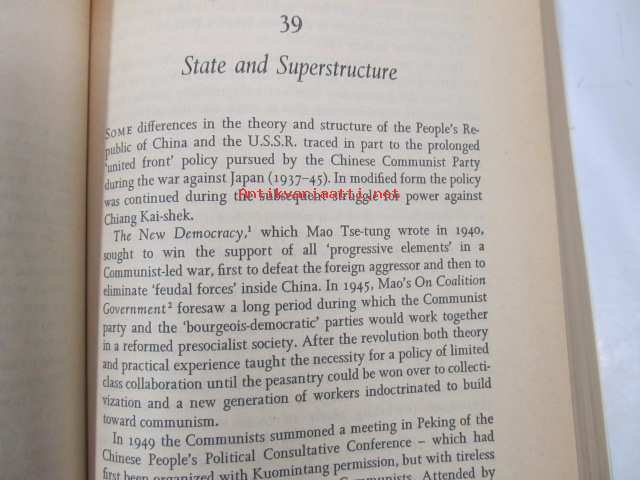 39
State and Superstructure
SOME differences in the theory and structure of the People's Re-
public of China and the U.S.S.R. traced in part to the prolonged
'united front' policy pursued by the Chinese Communist Party
during the war against Japan (1937–45). In modified form the policy
was continued during the subsequent struggle for power against
Antikvariaatti.net
Chiang Kai-shek.
The New Democracy,¹ which Mao Tse-tung wrote in 1940,
sought to win the support of all 'progressive elements' in a
Communist-led war, first to defeat the foreign aggressor and then to
eliminate 'feudal forces' inside China. In 1945, Mao's On Coalition
Government² foresaw a long period during which the Communist
party and the 'bourgeois-democratic' parties would work together
in a reformed presocialist society. After the revolution both theory
and practical experience taught the necessity for a policy of limited
class collaboration until the peasantry could be won over to collecti-
vization and a new generation of workers indoctrinated to build
toward communism.
In 1949 the Communists summoned a meeting in Peking of the
Chinese People's Political Consultative Conference – which had
first been organized with Kuomintang permission, but with tireless
Communists. Attended by